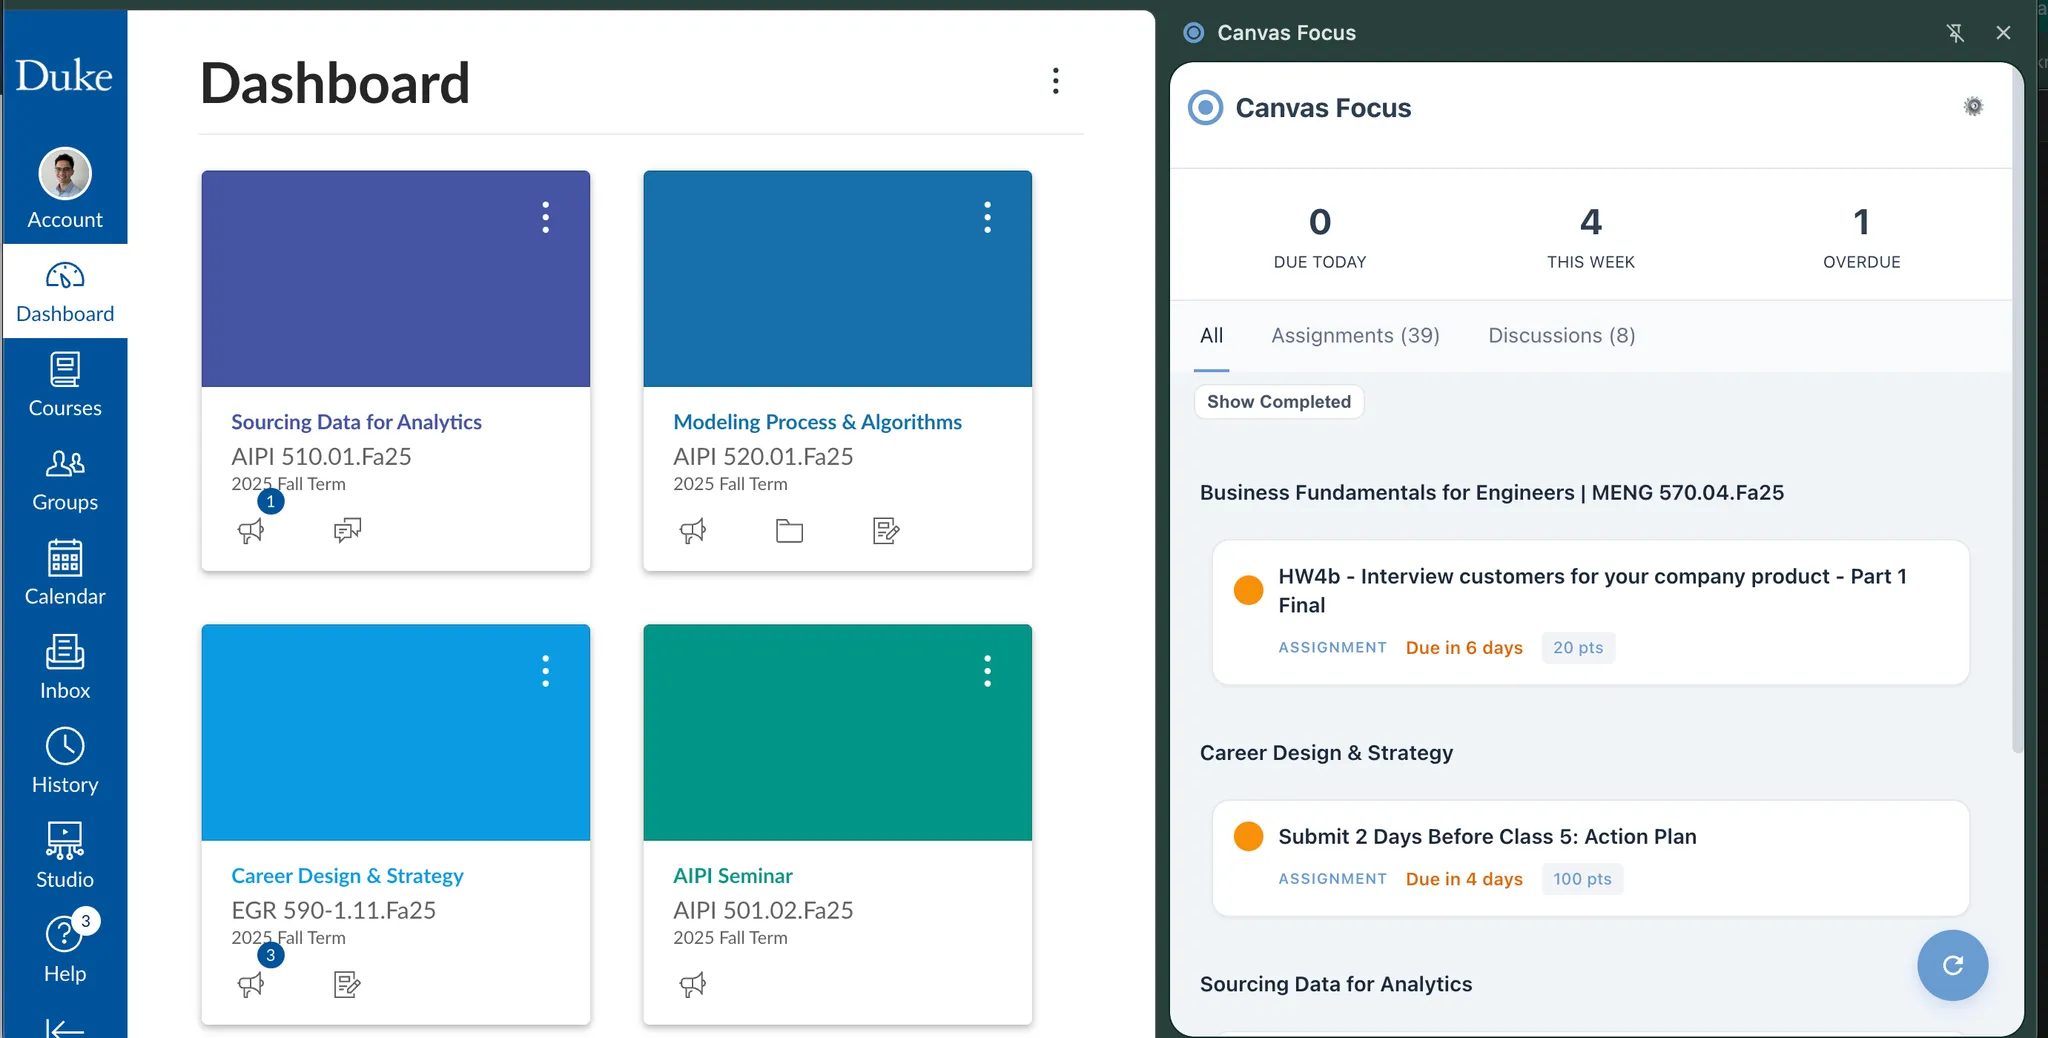 Duke
Account
Dashboard
Courses
Groups
Calendar
Inbox
History
Studio
3
Help
Dashboard
Sourcing Data for Analytics
AIPI 510.01.Fa25
2025 Fall Term
1
Modeling Process & Algorithms
AIPI 520.01.Fa25
2025 Fall Term
Career Design & Strategy
EGR 590-1.11.Fa25
2025 Fall Term
3
AIPI Seminar
AIPI 501.02.Fa25
2025 Fall Term
Canvas Focus
Canvas Focus
0
DUE TODAY
4
THIS WEEK
1
OVERDUE
All
Assignments (39)
Discussions (8)
Show Completed
Business Fundamentals for Engineers | MENG 570.04.Fa25
HW4b - Interview customers for your company product - Part 1
Final
ASSIGNMENT Due in 6 days 20 pts
Career Design & Strategy
Submit 2 Days Before Class 5: Action Plan
ASSIGNMENT Due in 4 days 100 pts
Sourcing Data for Analytics